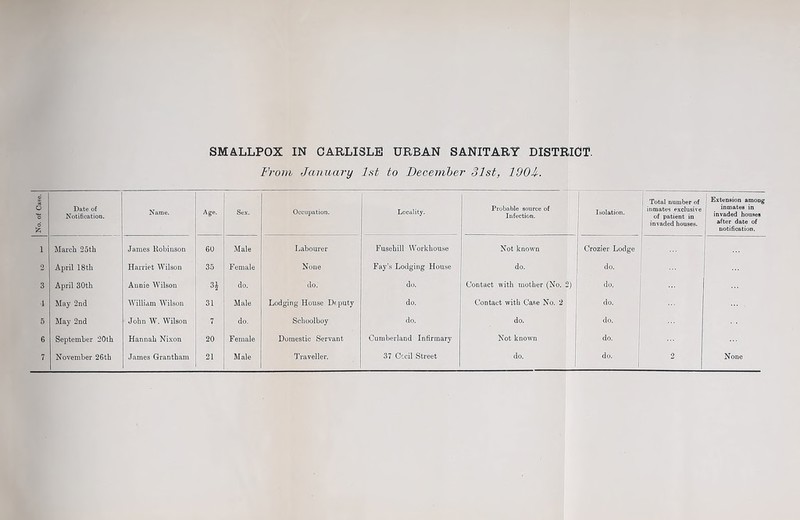 SMALLPOX IN CARLISLE URBAN SANITARY DISTRICT.
From January 1st to December 31st, 1904.
No. of Case. | Date of Notification. | Name. | Age. | Sex. | Occupation. | Locality. | Probable source of Infection. | Isolation. | Total number of inmates exclusive of patient in invaded houses. | Extension among inmates in invaded houses after date of notification.
1 | March 25th | James Robinson | 60 | Male | Labourer | Fusehill Workhouse | Not known | Crozier Lodge | ... | ...
2 | April 18th | Harriet Wilson | 35 | Female | None | Fay's Lodging House | do. | do. | ... | ...
3 | April 30th | Annie Wilson | 3½ | do. | do. | do. | Contact with mother (No. 2) | do. | ... | ...
4 | May 2nd | William Wilson | 31 | Male | Lodging House Deputy | do. | Contact with Case No. 2 | do. | ... | ...
5 | May 2nd | John W. Wilson | 7 | do. | Schoolboy | do. | do. | do. | ... | ...
6 | September 20th | Hannah Nixon | 20 | Female | Domestic Servant | Cumberland Infirmary | Not known | do. | ... | ...
7 | November 26th | James Grantham | 21 | Male | Traveller. | 37 Cecil Street | do. | do. | 2 | None